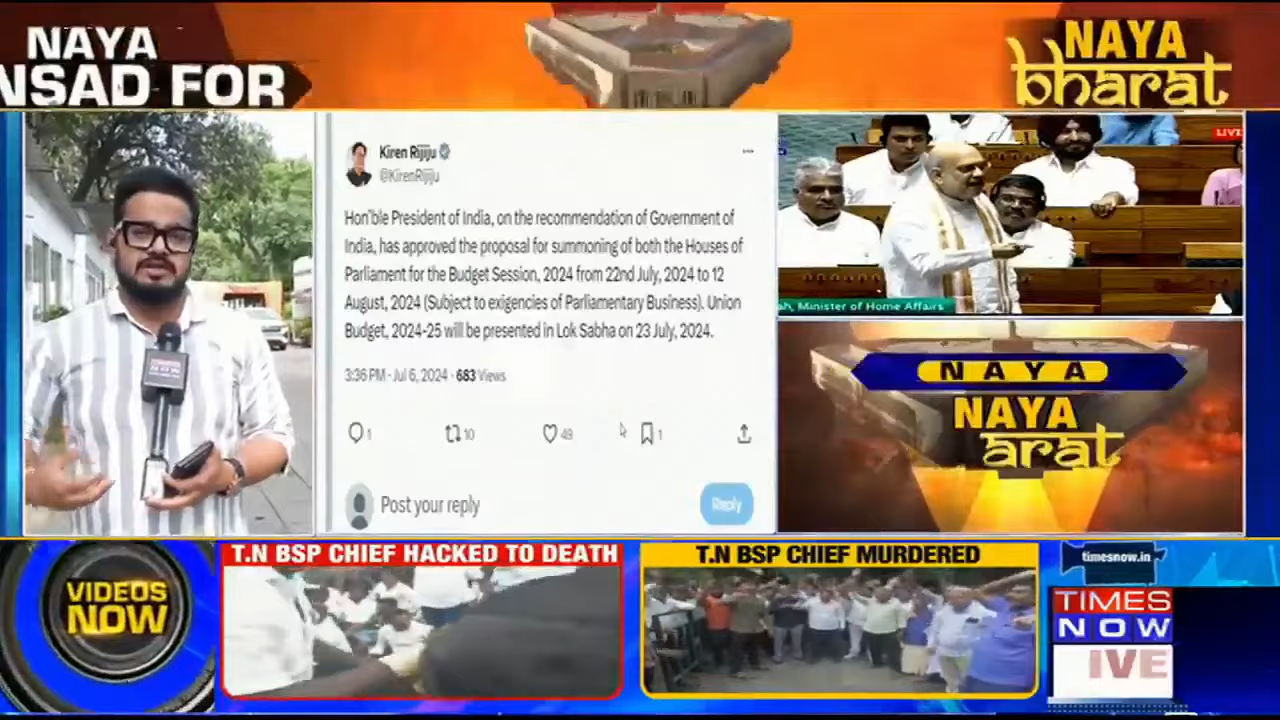 NAYA
NSAD FOR
NAYA
bharat
Kiren Rijiju
@KirenRijiju
Hon'ble President of India, on the recommendation of Government of
India, has approved the proposal for summoning of both the Houses of
Parliament for the Budget Session, 2024 from 22nd July, 2024 to 12
August, 2024 (Subject to exigencies of Parliamentary Business). Union
Budget, 2024-25 will be presented in Lok Sabha on 23 July, 2024.
3:36 PM · Jul 6, 2024 · 683 Views
1
10
49
1
Post your reply
Reply
TIMES
NOW
LIVE
ah, Minister of Home Affairs
NAYA
NAYA
arat
VIDEOS
NOW
T.N BSP CHIEF HACKED TO DEATH
T.N BSP CHIEF MURDERED
timesnow.in
TIMES
NOW
IVE